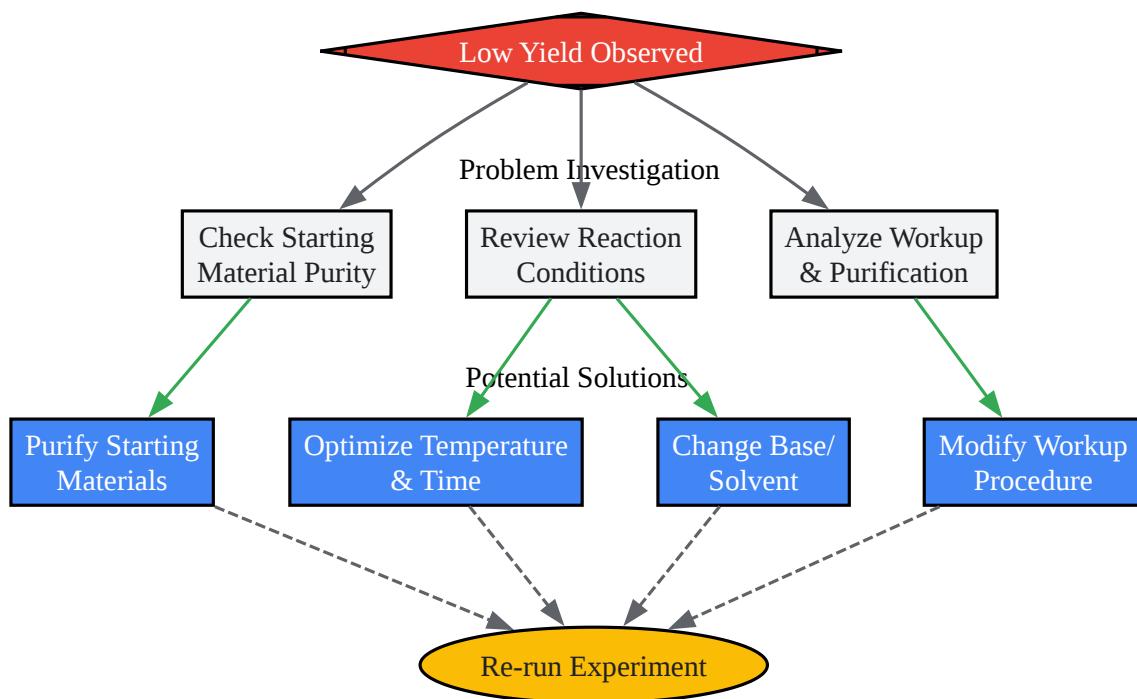 Low Yield Observed
Problem Investigation
Check Starting
Material Purity
Review Reaction
Conditions
Analyze Workup
& Purification
Potential Solutions
Purify Starting
Materials
Optimize Temperature
& Time
Change Base/
Solvent
Modify Workup
Procedure
Re-run Experiment